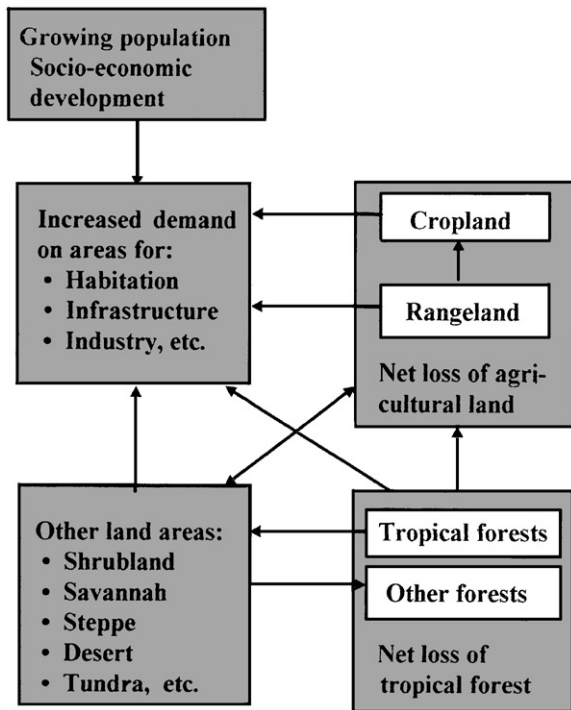 Growing population
Socio-economic
development
Increased demand
on areas for:
• Habitation
• Infrastructure
• Industry, etc.
Cropland
Rangeland
Net loss of agri-
cultural land
Other land areas:
• Shrubland
• Savannah
• Steppe
• Desert
• Tundra, etc.
Tropical forests
Other forests
Net loss of
tropical forest